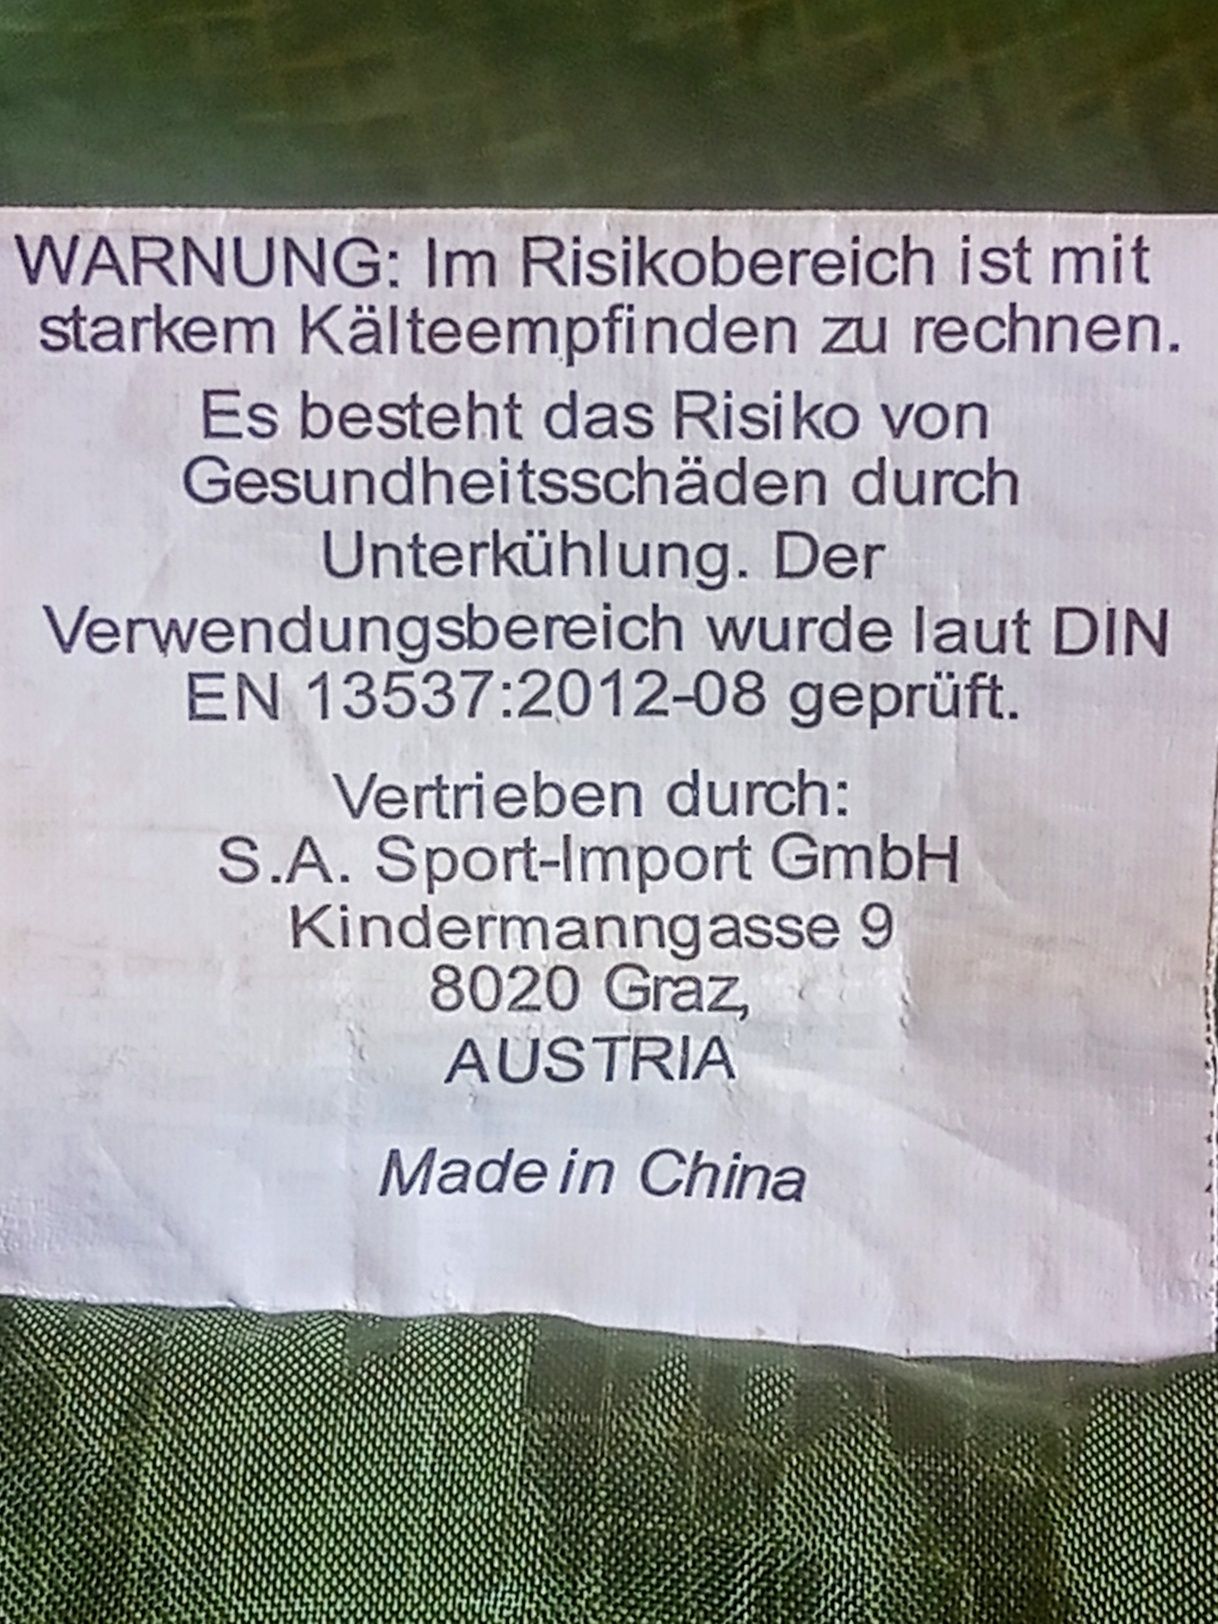 WARNUNG: Im Risikobereich ist mit
starkem Kälteempfinden zu rechnen.
Es besteht das Risiko von
Gesundheitsschäden durch
Unterkühlung. Der
Verwendungsbereich wurde laut DIN
EN 13537:2012-08 geprüft.
Vertrieben durch:
S.A. Sport-Import GmbH
Kindermanngasse 9
8020 Graz,
AUSTRIA
Made in China